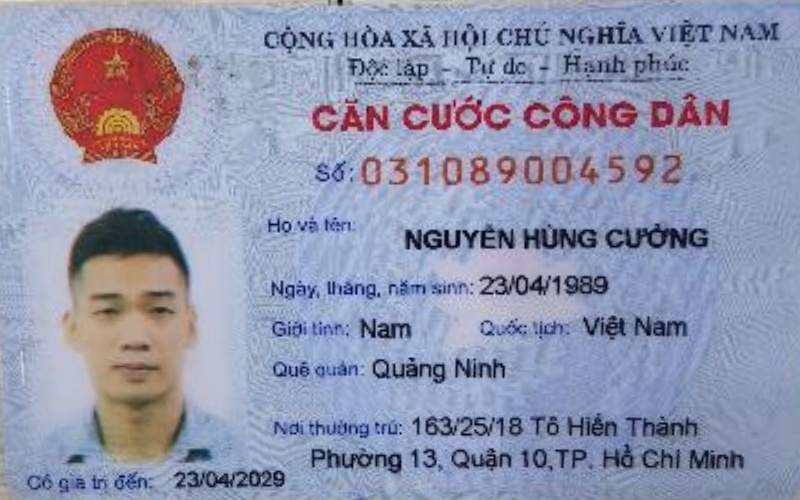 CỘNG HÒA XÃ HỘI CHỦ NGHĨA VIỆT NAM
Độc lập - Tự do - Hạnh phúc
CĂN CƯỚC CÔNG DÂN
Số: 031089004592
Họ và tên: NGUYỄN HÙNG CƯỜNG
Ngày, tháng, năm sinh: 23/04/1989
Giới tính: Nam Quốc tịch: Việt Nam
Quê quán: Quảng Ninh
Nơi thường trú: 163/25/18 Tô Hiến Thành
Phường 13, Quận 10,TP. Hồ Chí Minh
Có giá trị đến: 23/04/2029